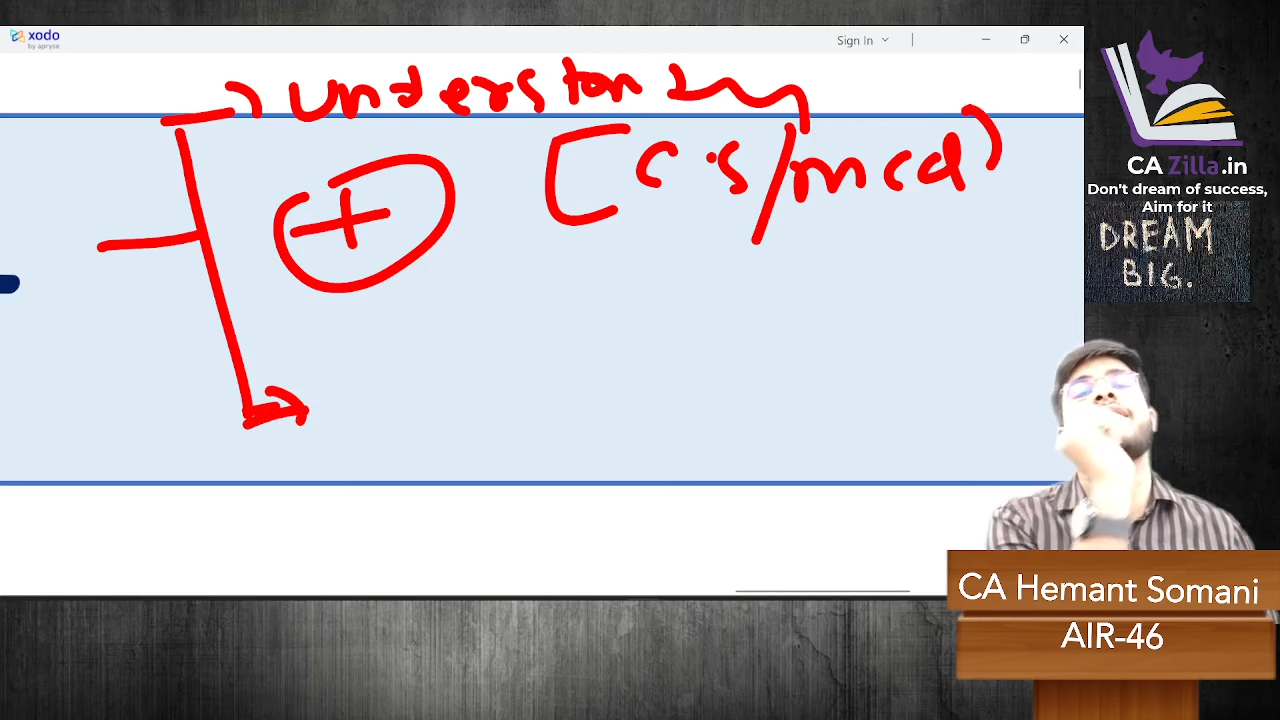 xodo
by apryse
Sign In
understan
[C.S/mcq)
CA Zilla.in
Don't dream of success,
Aim for it
DREAM
BIG.
CA Hemant Somani
AIR-46